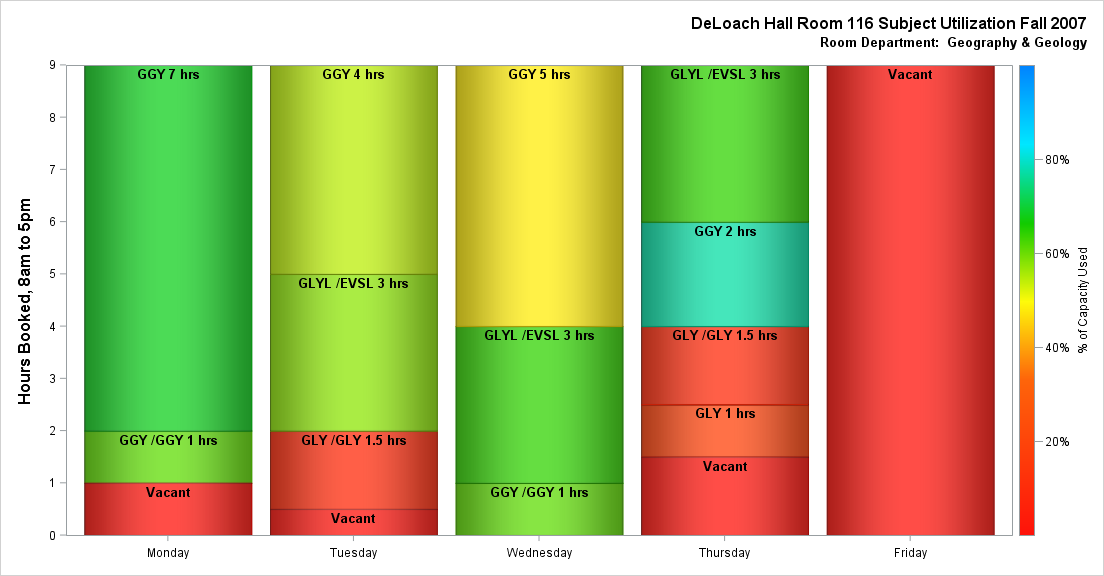 DeLoach Hall Room 116 Subject Utilization Fall 2007
Room Department:  Geography & Geology
Hours Booked, 8am to 5pm
9
8
7
6
5
4
3
2
1
0
GGY 7 hrs
GGY /GGY 1 hrs
Vacant
GGY 4 hrs
GLYL /EVSL 3 hrs
GLY /GLY 1.5 hrs
Vacant
GGY 5 hrs
GLYL /EVSL 3 hrs
GGY /GGY 1 hrs
GLYL /EVSL 3 hrs
GGY 2 hrs
GLY /GLY 1.5 hrs
GLY 1 hrs
Vacant
Vacant
Monday
Tuesday
Wednesday
Thursday
Friday
80%
60%
40%
20%
% of Capacity Used